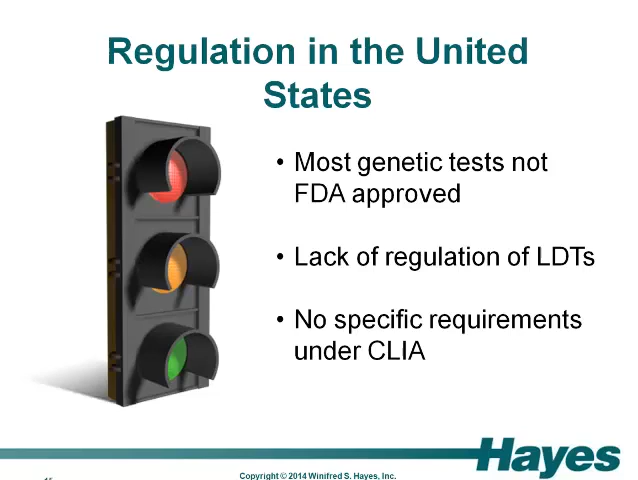 Regulation in the United
States
• Most genetic tests not
FDA approved
• Lack of regulation of LDTs
• No specific requirements
under CLIA
Hayes
Copyright © 2014 Winifred S. Hayes, Inc.